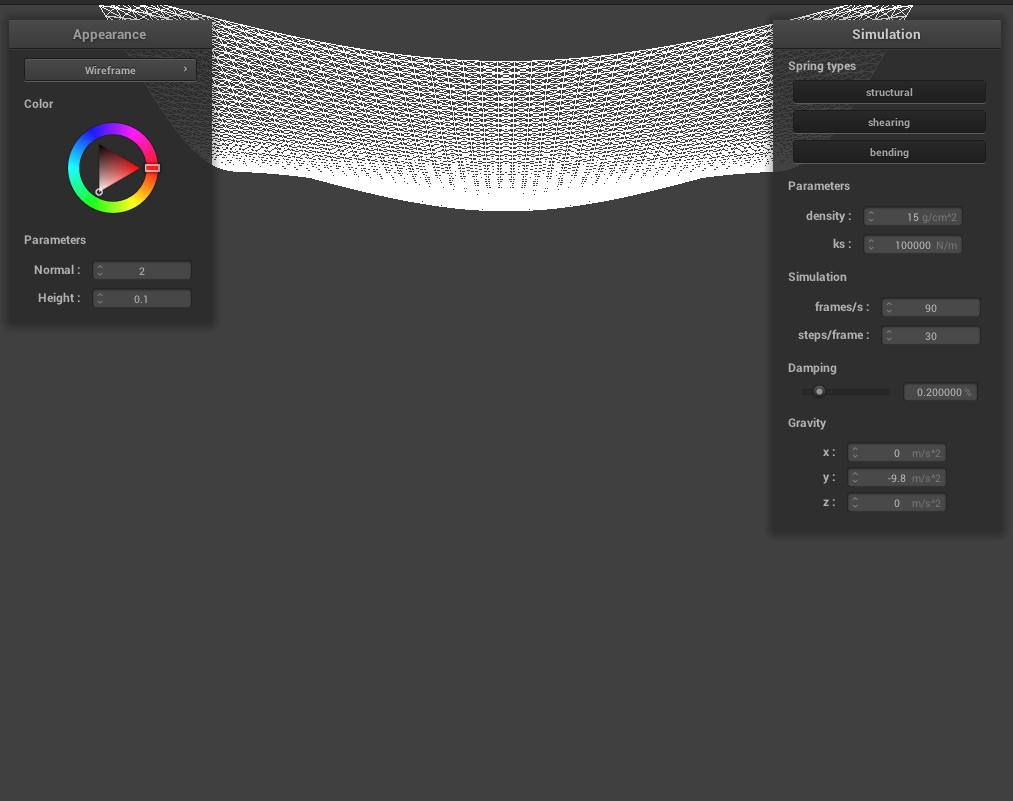 Appearance
Wireframe
Color
Parameters
Normal : 2
Height : 0.1
Simulation
Spring types
structural
shearing
bending
Parameters
density : 15 g/cm^2
ks : 100000 N/m
Simulation
frames/s : 90
steps/frame : 30
Damping
0.200000 %
Gravity
x : 0 m/s^2
y : -9.8 m/s^2
z : 0 m/s^2